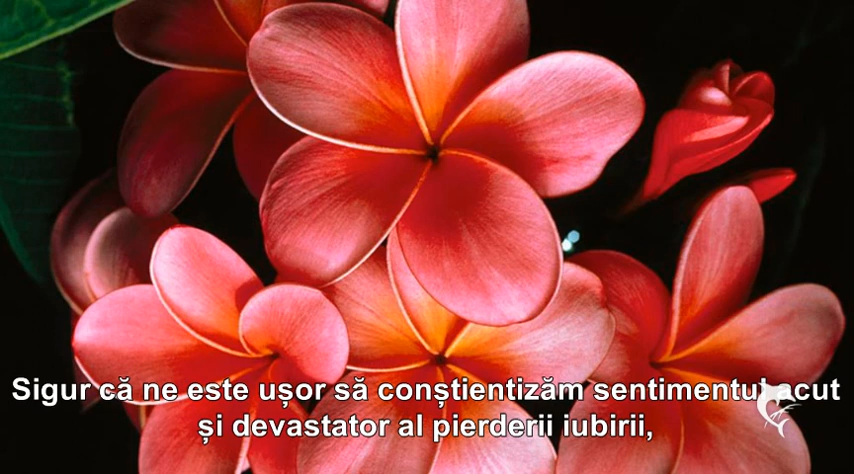 Sigur că ne este ușor să conștientizăm sentimentul acut
și devastator al pierderii iubirii,